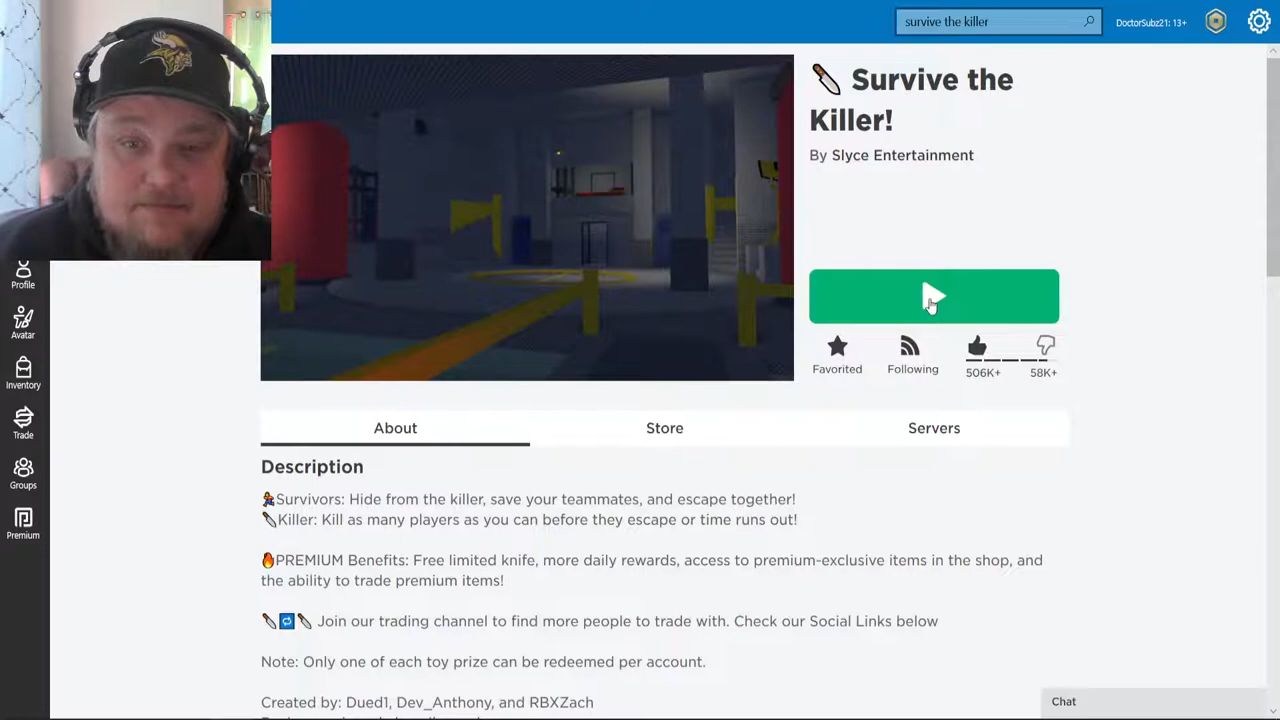 survive the killer
DoctorSubz21: 13+
🔪 Survive the
Killer!
By Slyce Entertainment
Favorited
Following
506K+
58K+
Profile
Avatar
Inventory
Trade
Groups
Premium
About
Store
Servers
Description
🏃Survivors: Hide from the killer, save your teammates, and escape together!
🔪Killer: Kill as many players as you can before they escape or time runs out!
🔥PREMIUM Benefits: Free limited knife, more daily rewards, access to premium-exclusive items in the shop, and
the ability to trade premium items!
🔪🔁🔪 Join our trading channel to find more people to trade with. Check our Social Links below
Note: Only one of each toy prize can be redeemed per account.
Created by: Dued1, Dev_Anthony, and RBXZach
Chat